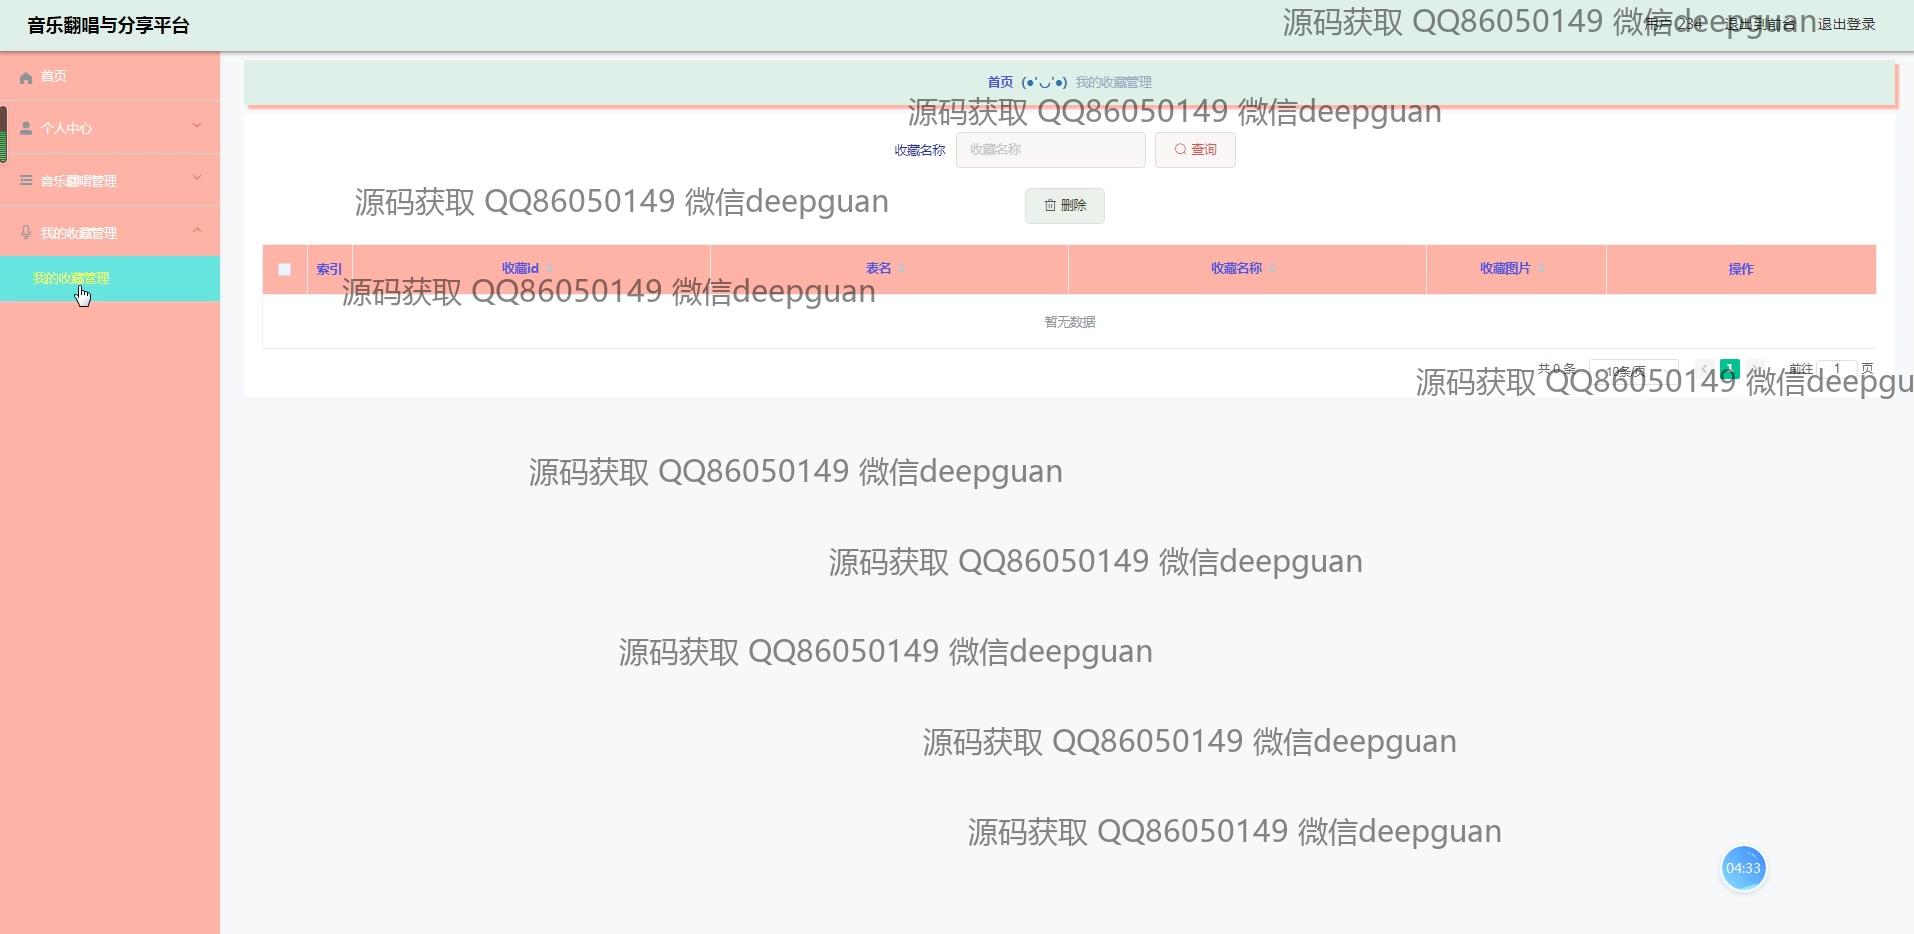 音乐翻唱与分享平台
源码获取 QQ86050149 微信deepguan
用户 234 退出到前台 退出登录
首页
个人中心
音乐翻唱管理
我的收藏管理
我的收藏管理
首页 (●'◡'●) 我的收藏管理
源码获取 QQ86050149 微信deepguan
收藏名称 收藏名称 查询
源码获取 QQ86050149 微信deepguan
删除
索引 收藏id 表名 收藏名称 收藏图片 操作
源码获取 QQ86050149 微信deepguan
暂无数据
共 0 条 10条/页 1 前往 1 页
源码获取 QQ86050149 微信deepgu
源码获取 QQ86050149 微信deepguan
源码获取 QQ86050149 微信deepguan
源码获取 QQ86050149 微信deepguan
源码获取 QQ86050149 微信deepguan
源码获取 QQ86050149 微信deepguan
04:33